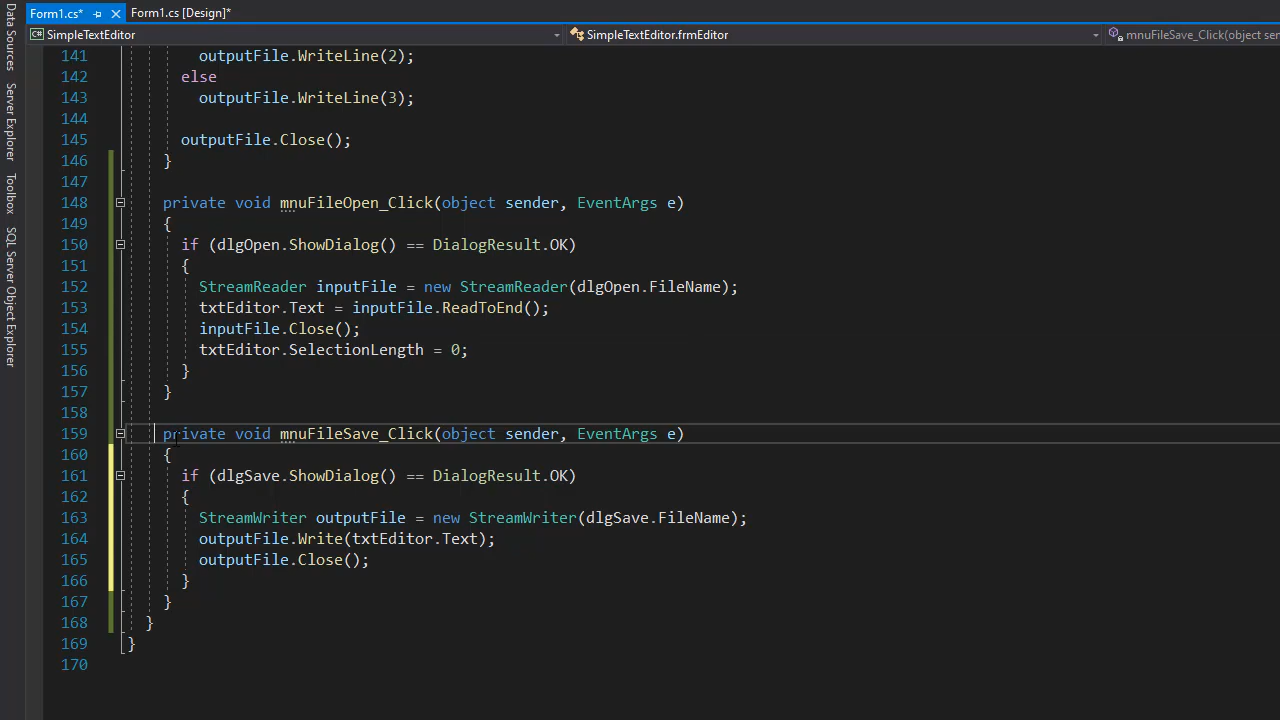 Form1.cs* Form1.cs [Design]*
SimpleTextEditor SimpleTextEditor.frmEditor mnuFileSave_Click(object sen
Data Sources
Server Explorer
Toolbox
SQL Server Object Explorer
141 outputFile.WriteLine(2);
142 else
143 outputFile.WriteLine(3);
144
145 outputFile.Close();
146 }
147
148 private void mnuFileOpen_Click(object sender, EventArgs e)
149 {
150 if (dlgOpen.ShowDialog() == DialogResult.OK)
151 {
152 StreamReader inputFile = new StreamReader(dlgOpen.FileName);
153 txtEditor.Text = inputFile.ReadToEnd();
154 inputFile.Close();
155 txtEditor.SelectionLength = 0;
156 }
157 }
158
159 private void mnuFileSave_Click(object sender, EventArgs e)
160 {
161 if (dlgSave.ShowDialog() == DialogResult.OK)
162 {
163 StreamWriter outputFile = new StreamWriter(dlgSave.FileName);
164 outputFile.Write(txtEditor.Text);
165 outputFile.Close();
166 }
167 }
168 }
169 }
170